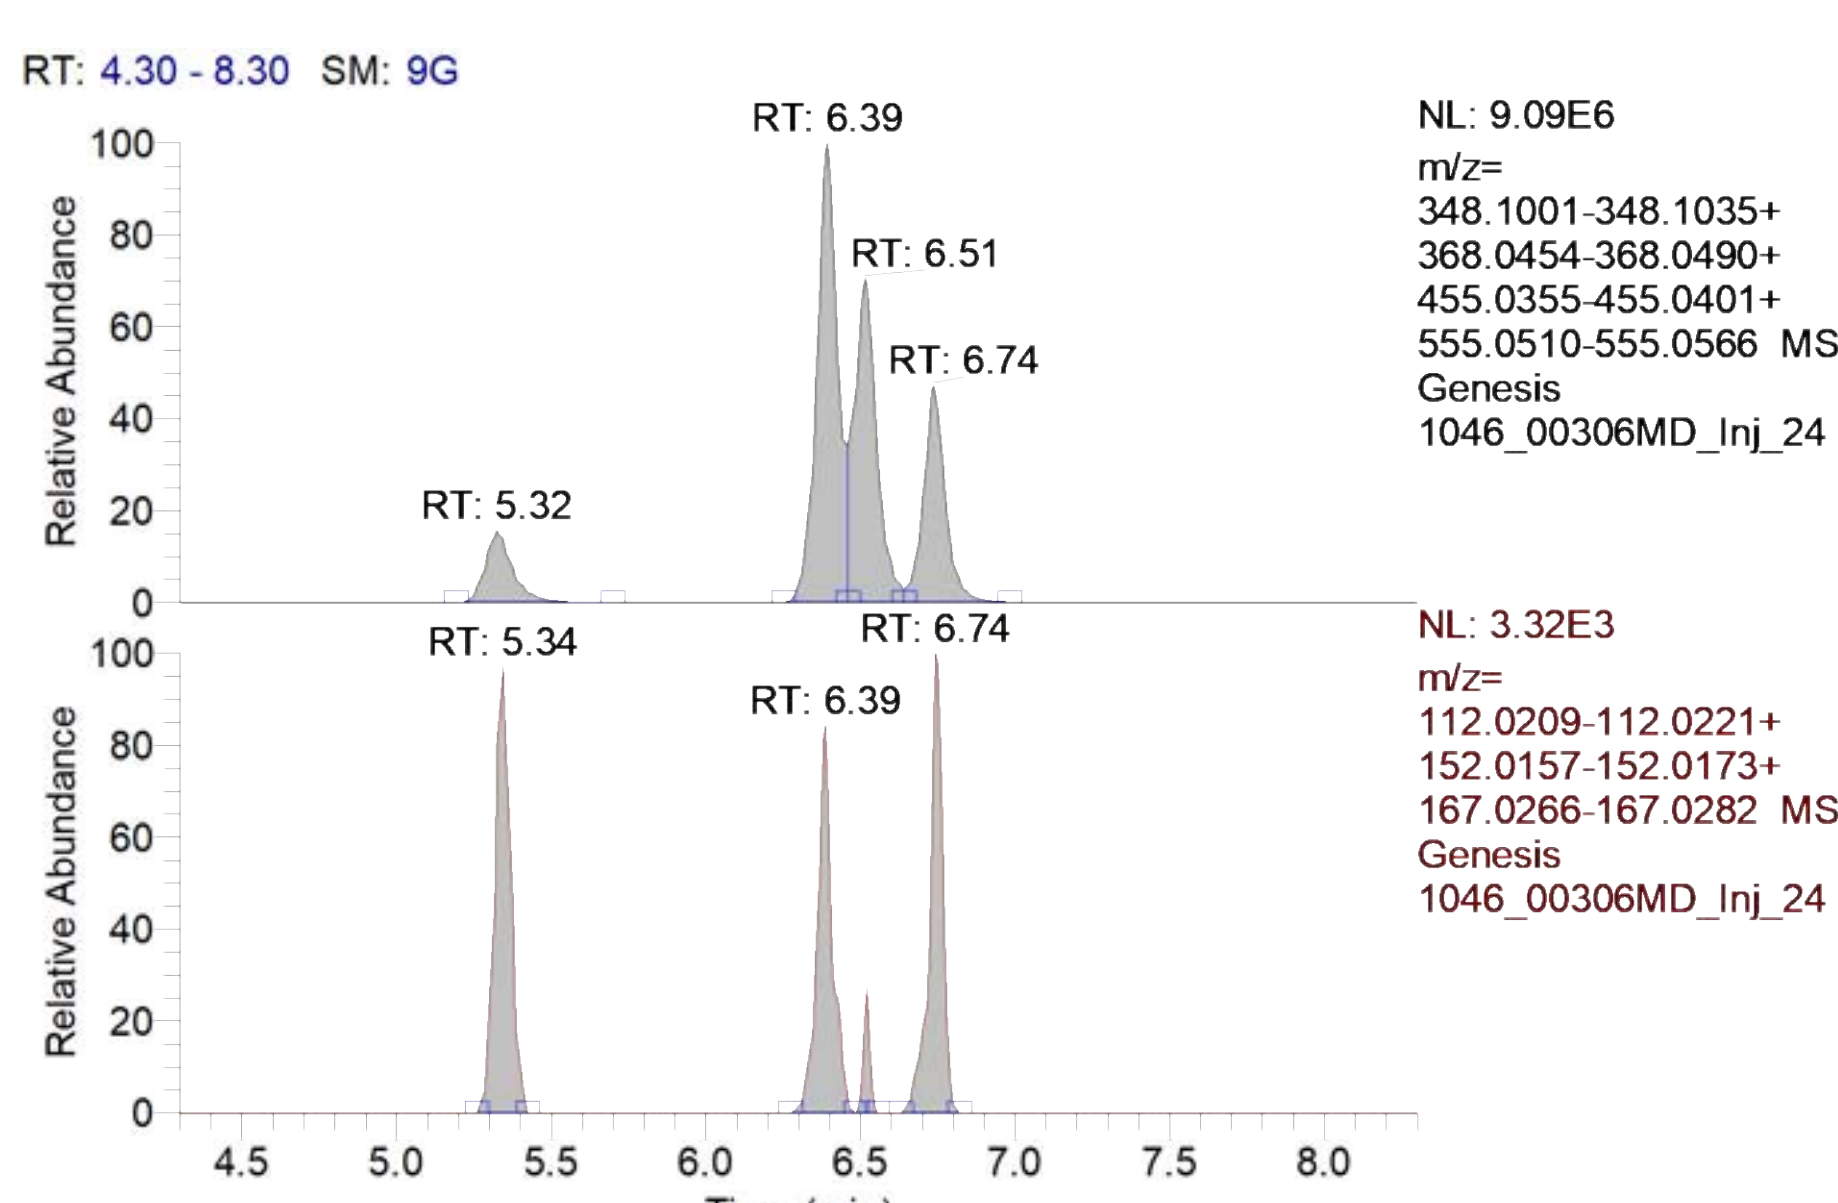 RT: 4.30 - 8.30 SM: 9G
RT: 6.39
RT: 6.51
RT: 6.74
RT: 5.32
100
80
60
40
20
0
Relative Abundance
NL: 9.09E6
m/z=
348.1001-348.1035+
368.0454-368.0490+
455.0355-455.0401+
555.0510-555.0566 MS
Genesis
1046_00306MD_Inj_24
RT: 5.34
RT: 6.39
RT: 6.74
100
80
60
40
20
0
Relative Abundance
NL: 3.32E3
m/z=
112.0209-112.0221+
152.0157-152.0173+
167.0266-167.0282 MS
Genesis
1046_00306MD_Inj_24
4.5 5.0 5.5 6.0 6.5 7.0 7.5 8.0